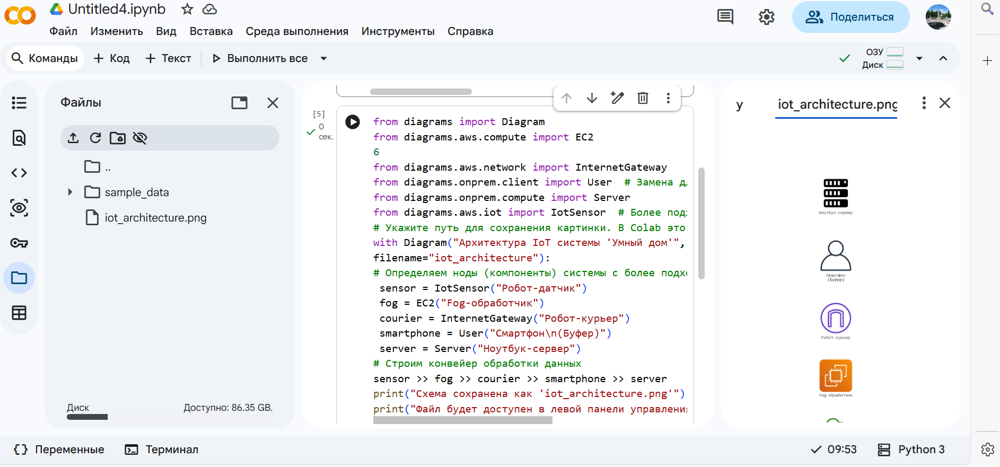 Untitled4.ipynb
Файл Изменить Вид Вставка Среда выполнения Инструменты Справка
Поделиться
Команды + Код + Текст Выполнить все
ОЗУ
Диск
Файлы
..
sample_data
iot_architecture.png
Диск Доступно: 86.35 GB.
[5]
0
сек.
from diagrams import Diagram
from diagrams.aws.compute import EC2
6
from diagrams.aws.network import InternetGateway
from diagrams.onprem.client import User # Замена
from diagrams.onprem.compute import Server
from diagrams.aws.iot import IotSensor # Более
# Укажите путь для сохранения картинки. В Colab это
with Diagram("Архитектура IoT системы 'Умный дом'",
filename="iot_architecture"):
# Определяем ноды (компоненты) системы с более
sensor = IotSensor("Робот-датчик")
fog = EC2("Fog-обработчик")
courier = InternetGateway("Робот-курьер")
smartphone = User("Смартфон\n(Буфер)")
server = Server("Ноутбук-сервер")
# Строим конвейер обработки данных
sensor >> fog >> courier >> smartphone >> server
print("Схема сохранена как 'iot_architecture.png'")
print("Файл будет доступен в левой панели управления
у iot_architecture.png
Ноутбук-сервер
Смартфон
(Буфер)
Робот-курьер
Fog-обработчик
Переменные Терминал
09:53 Python 3